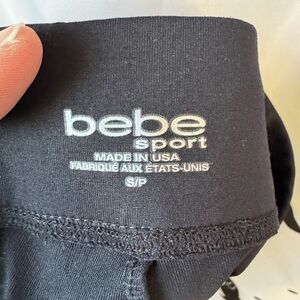 bebe
sport
MADE IN USA
FABRIQUÉ AUX ÉTATS-UNIS
S/P